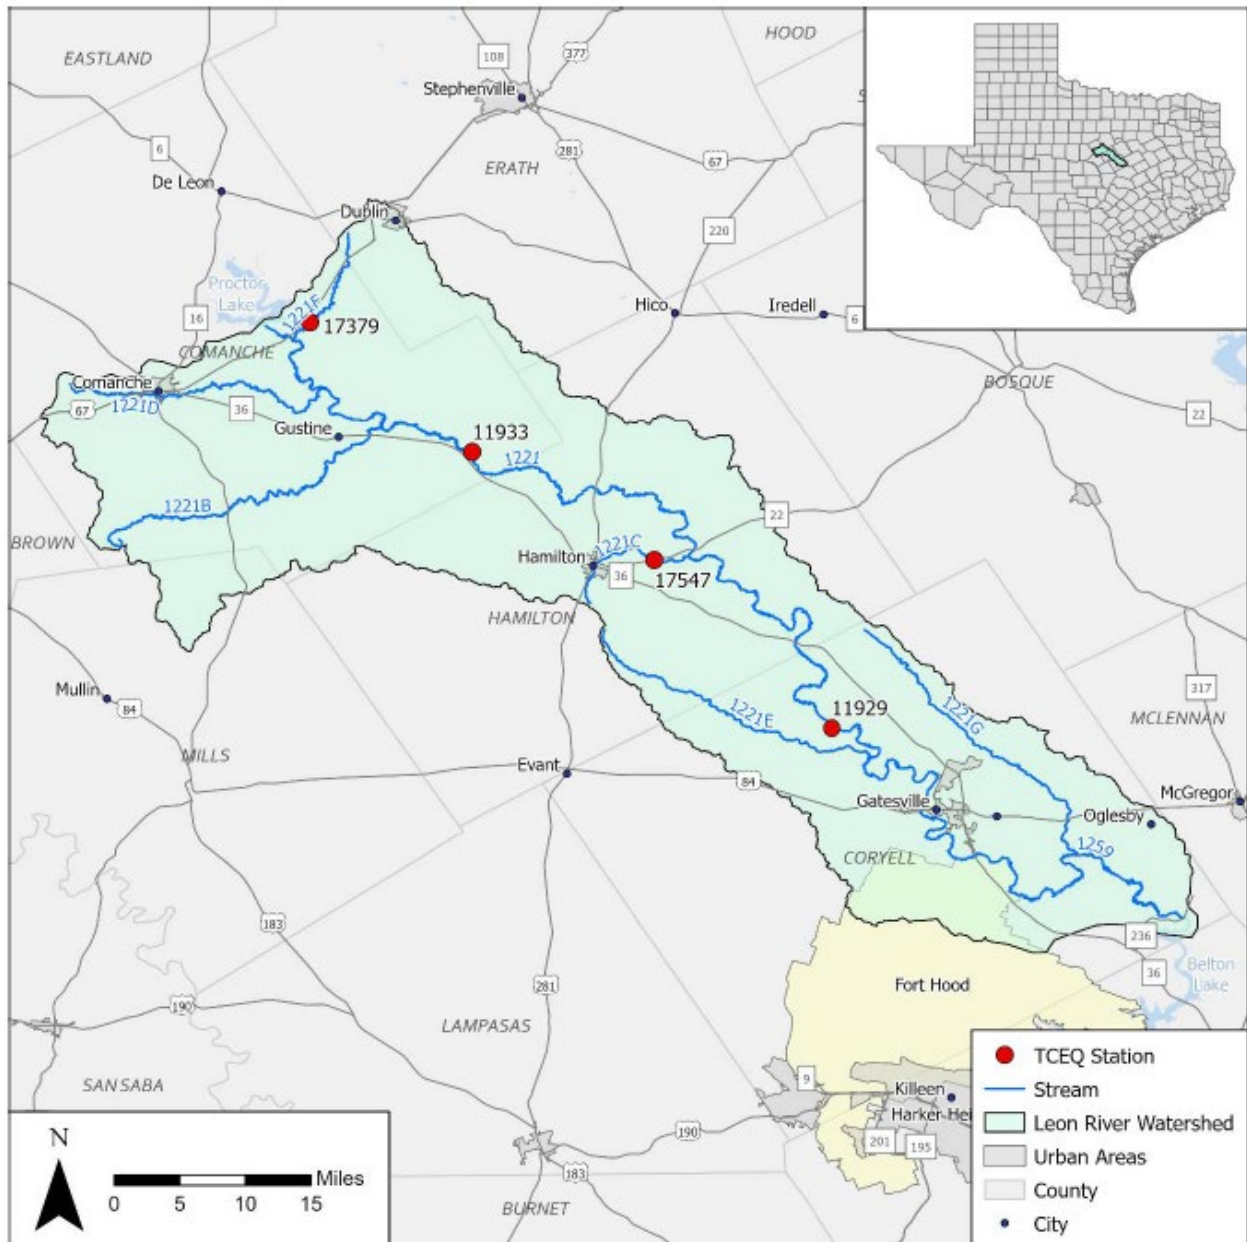 EASTLAND
HOOD
108
377
Stephenville
281
6
ERATH
67
De Leon
Dublin
220
Proctor
Lake
1221F
Hico
Iredell
6
16
17379
COMANCHE
Comanche
1221D
67
36
BOSQUE
22
Gustine
11933
1221
1221B
22
BROWN
Hamilton
1221C
36
17547
HAMILTON
Mullin
84
317
11929
1221E
1221G
MCLENNAN
MILLS
Evant
84
McGregor
Gatesville
Oglesby
1259
CORYELL
183
236
36
Belton
Lake
281
Fort Hood
190
LAMPASAS
SAN SABA
9
Killeen
Harker Hei
190
201
195
183
BURNET
N
Miles
0 5 10 15
TCEQ Station
Stream
Leon River Watershed
Urban Areas
County
City